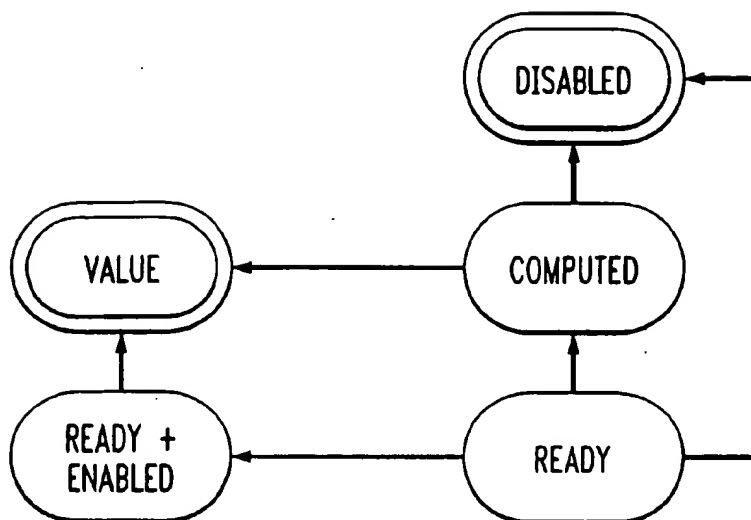 DISABLED
VALUE
COMPUTED
READY +
ENABLED
READY